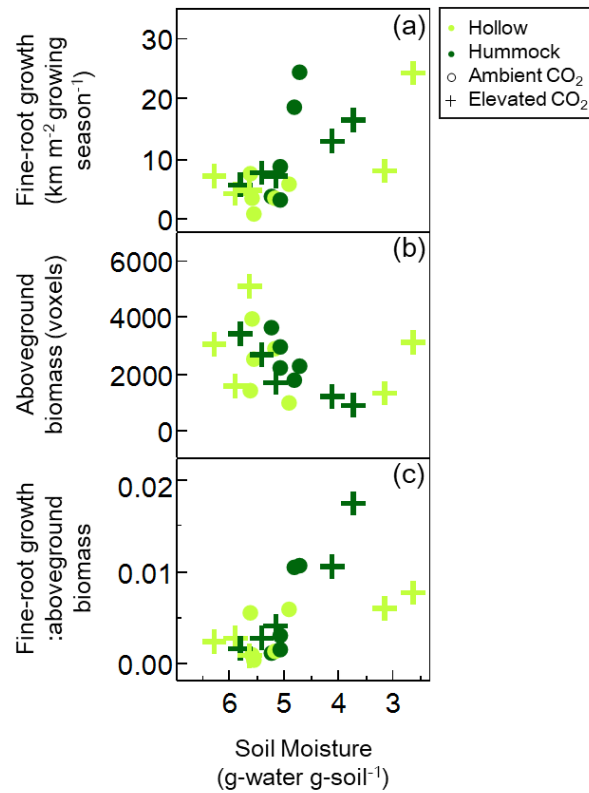 (a)
Fine-root growth
(km m⁻² growing
season⁻¹)
30
20
10
0
Hollow
Hummock
Ambient CO₂
Elevated CO₂
(b)
Aboveground
biomass (voxels)
6000
4000
2000
0
(c)
Fine-root growth
:aboveground
biomass
0.02
0.01
0.00
6 5 4 3
Soil Moisture
(g-water g-soil⁻¹)